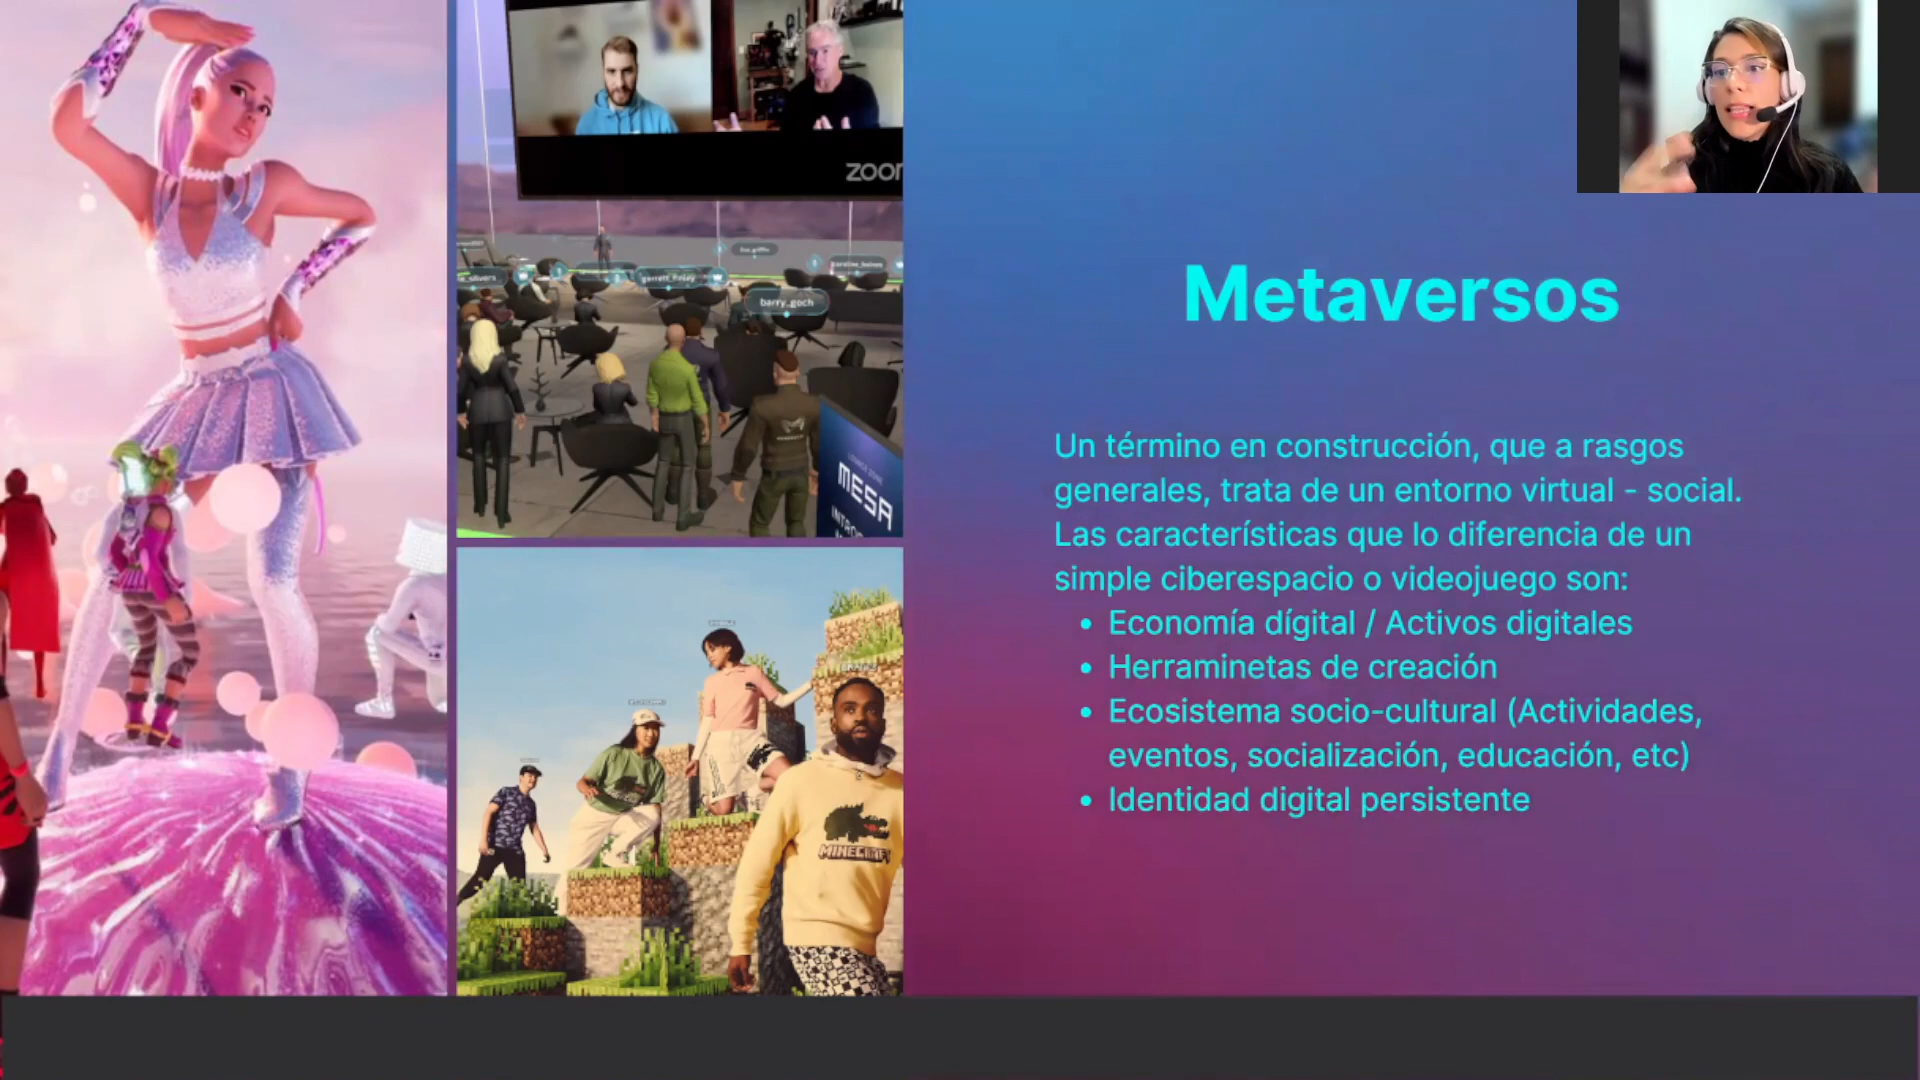 zoom
garrett_finley
barry_goch
MESA
MINECRAFT
Metaversos
Un término en construcción, que a rasgos
generales, trata de un entorno virtual - social.
Las características que lo diferencia de un
simple ciberespacio o videojuego son:
• Economía dígital / Activos digitales
• Herraminetas de creación
• Ecosistema socio-cultural (Actividades,
eventos, socialización, educación, etc)
• Identidad digital persistente